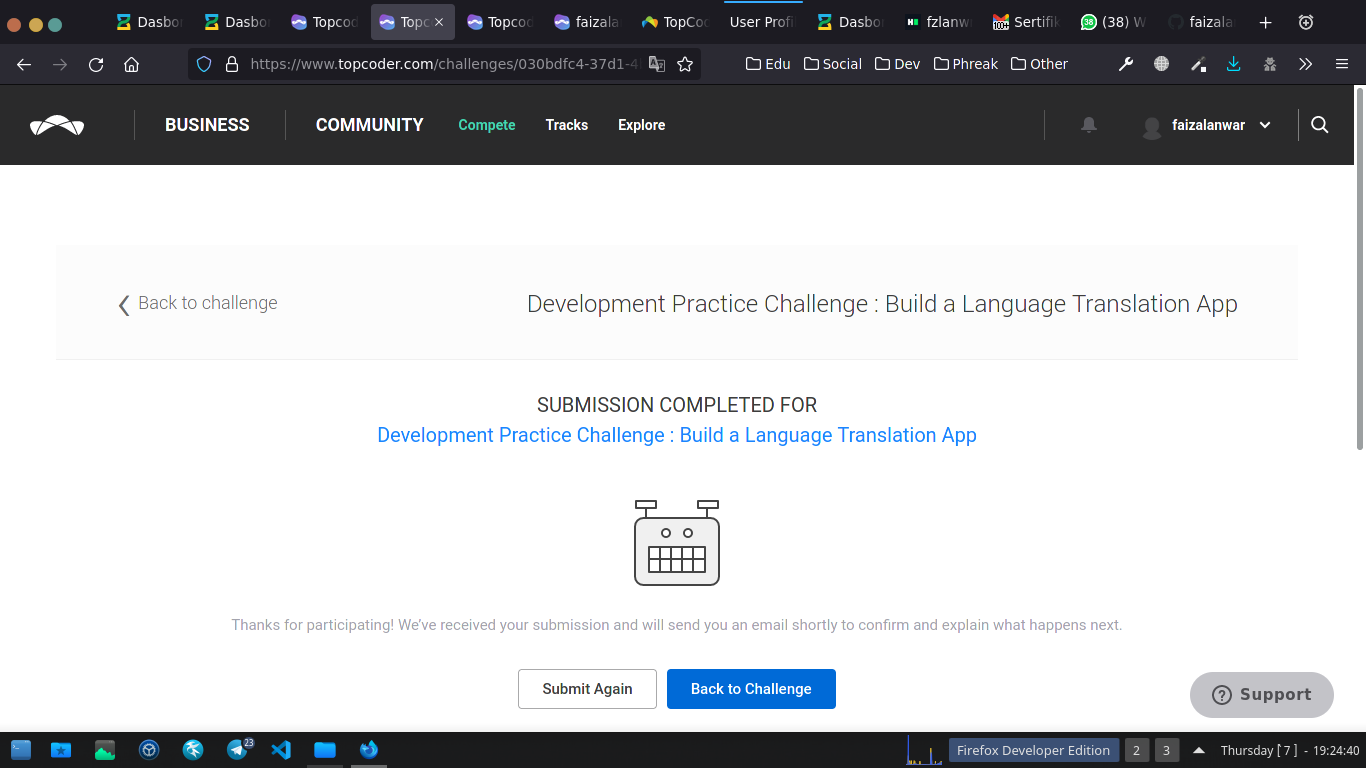 Dasbo
Dasbo
Topcod
Topc
Topcod
faizala
TopCo
User Profi
Dasbo
fzlanw
Sertifik
(38) W
faizala
https://www.topcoder.com/challenges/030bdfc4-37d1-4
Edu
Social
Dev
Phreak
Other
BUSINESS
COMMUNITY
Compete
Tracks
Explore
faizalanwar
Back to challenge
Development Practice Challenge : Build a Language Translation App
SUBMISSION COMPLETED FOR
Development Practice Challenge : Build a Language Translation App
Thanks for participating! We’ve received your submission and will send you an email shortly to confirm and explain what happens next.
Submit Again
Back to Challenge
Support
23
Firefox Developer Edition
2
3
Thursday [ 7 ] - 19:24:40